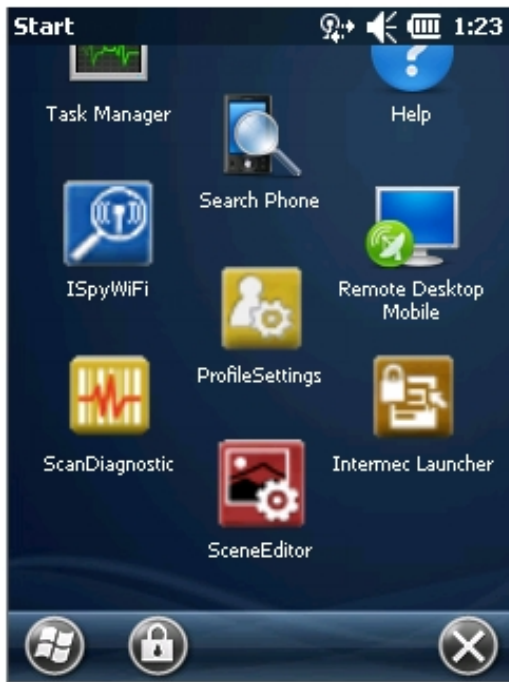 Start 1:23
Task Manager
Help
Search Phone
ISpyWiFi
Remote Desktop
Mobile
ProfileSettings
ScanDiagnostic
Intermec Launcher
SceneEditor